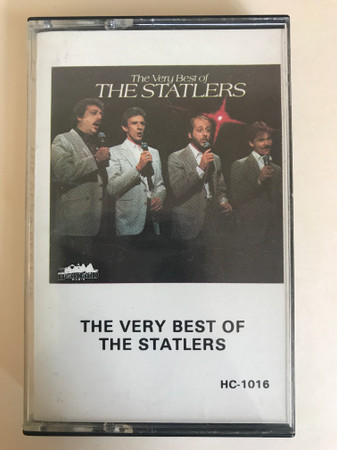 The Very Best of
THE STATLERS
THE VERY BEST OF
THE STATLERS
HC-1016